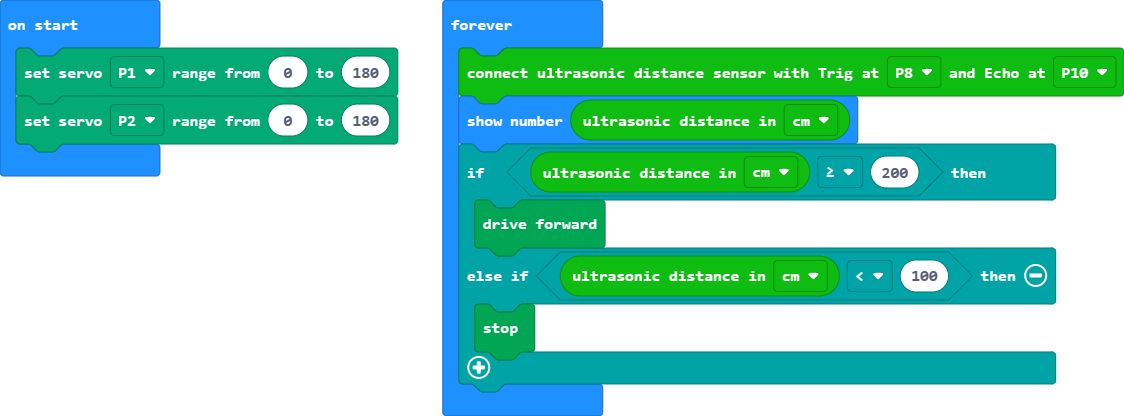 on start
set servo P1 range from 0 to 180
set servo P2 range from 0 to 180
forever
connect ultrasonic distance sensor with Trig at P8 and Echo at P10
show number ultrasonic distance in cm
if ultrasonic distance in cm ≥ 200 then
drive forward
else if ultrasonic distance in cm < 100 then
stop